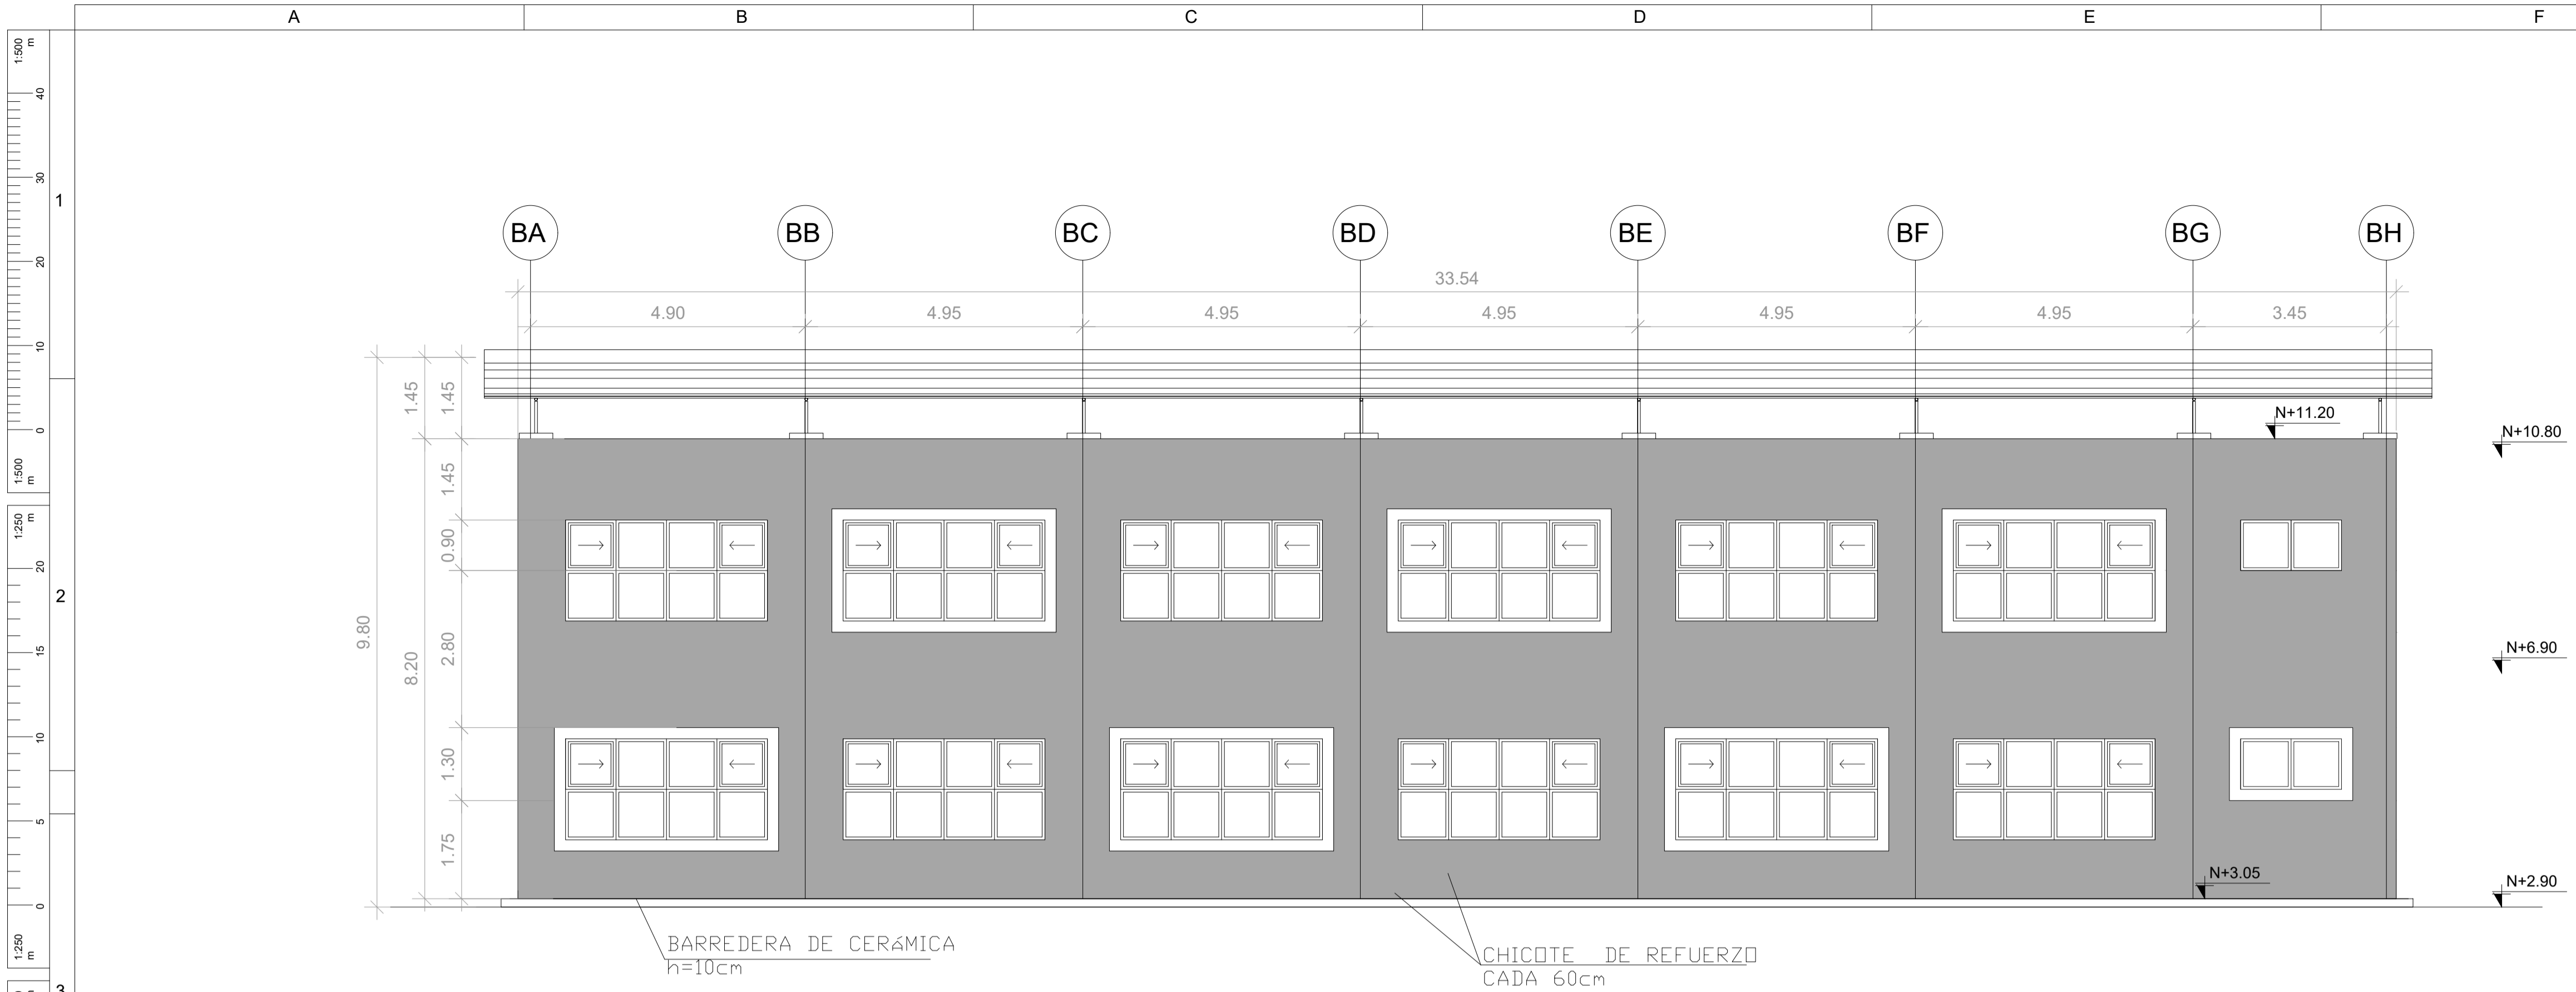 A B C D E F
1:500 m
40
30
20
10
0
1:500 m
1:250 m
20
15
10
5
0
1:250 m
1
2
3
BA BB BC BD BE BF BG BH
33.54
4.90 4.95 4.95 4.95 4.95 4.95 3.45
1.45 1.45
N+11.20
N+10.80
1.45
0.90
9.80
8.20
2.80
N+6.90
1.30
1.75
N+3.05
N+2.90
BARREDERA DE CERáMICA
h=10cm
CHICOTE DE REFUERZO
CADA 60cm